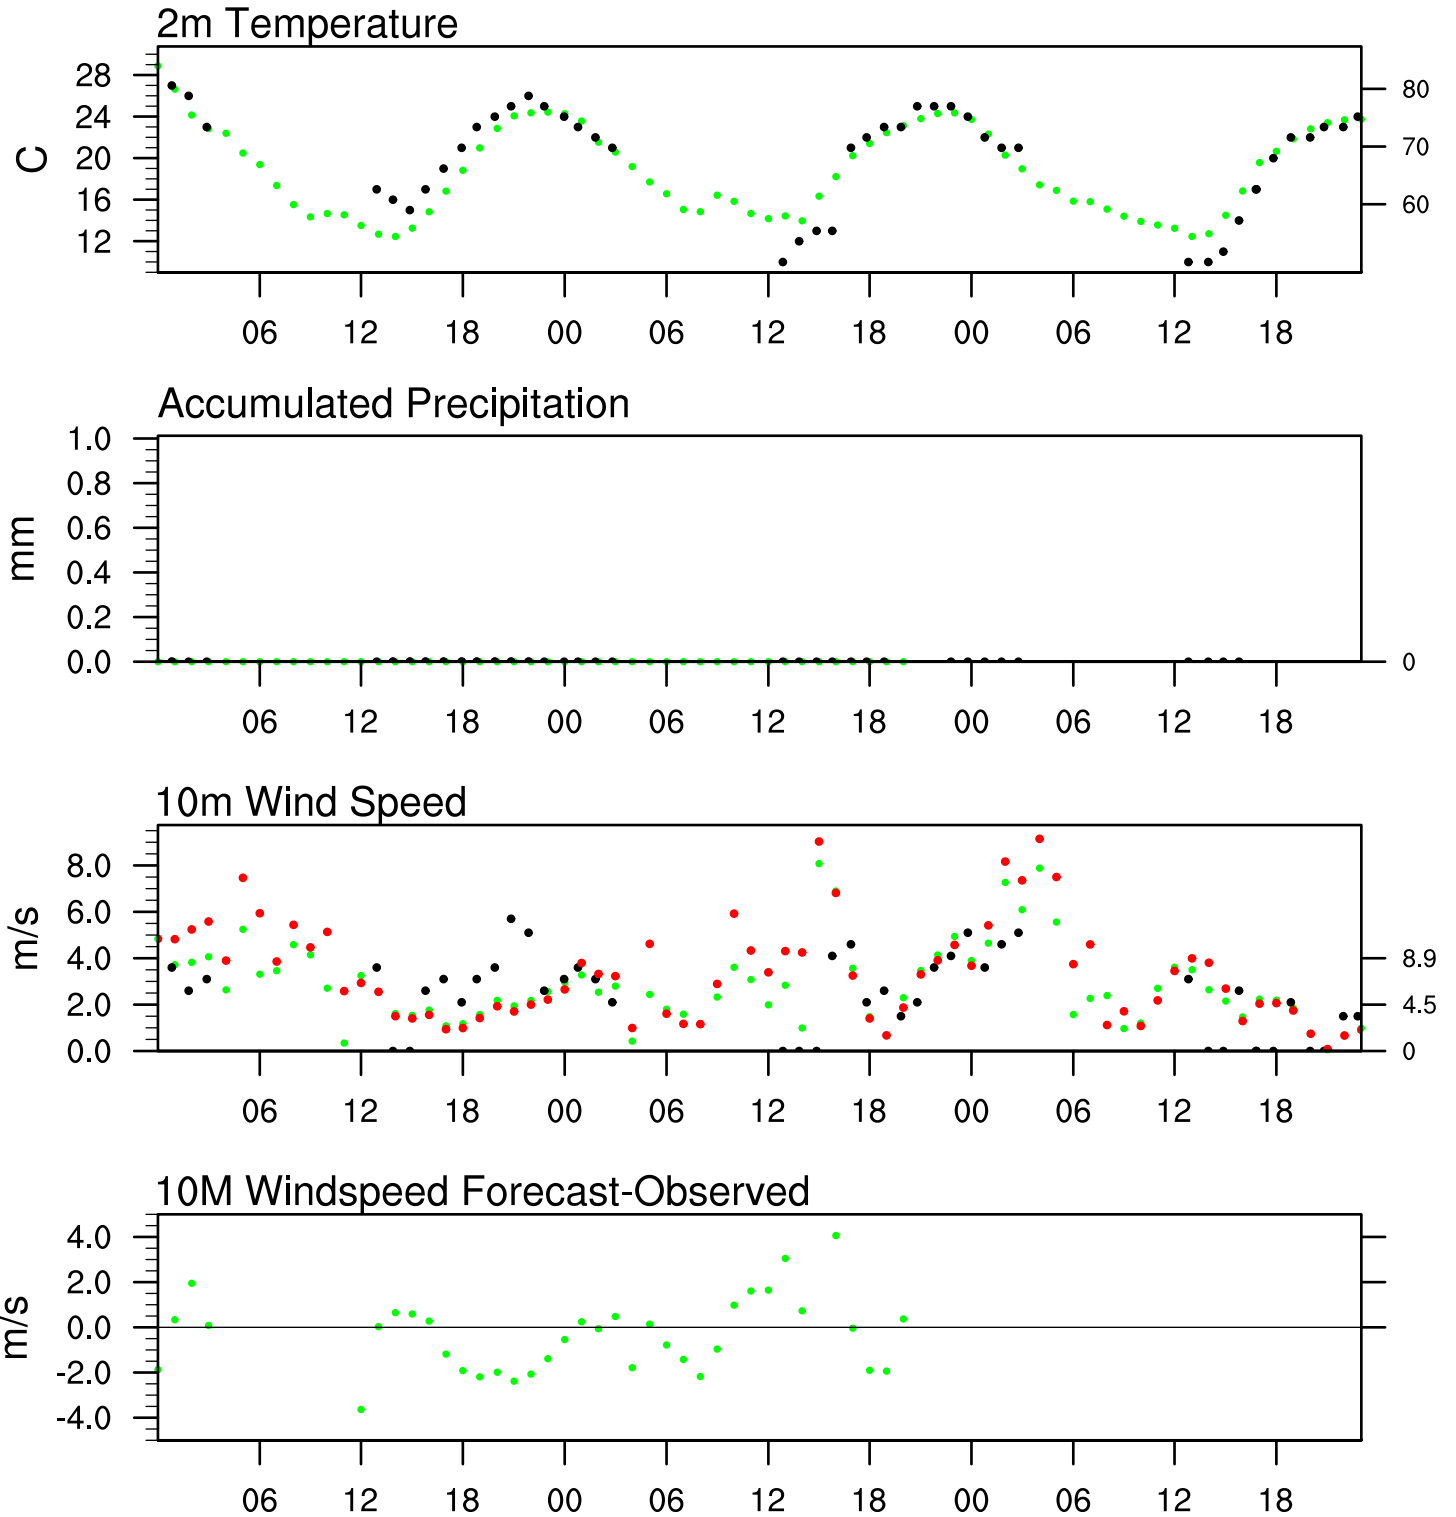 2m Temperature
28
24
20
16
12
C
80
70
60
06 12 18 00 06 12 18 00 06 12 18
Accumulated Precipitation
1.0
0.8
0.6
0.4
0.2
0.0
mm
0
06 12 18 00 06 12 18 00 06 12 18
10m Wind Speed
8.0
6.0
4.0
2.0
0.0
m/s
8.9
4.5
0
06 12 18 00 06 12 18 00 06 12 18
10M Windspeed Forecast-Observed
4.0
2.0
0.0
-2.0
-4.0
m/s
06 12 18 00 06 12 18 00 06 12 18